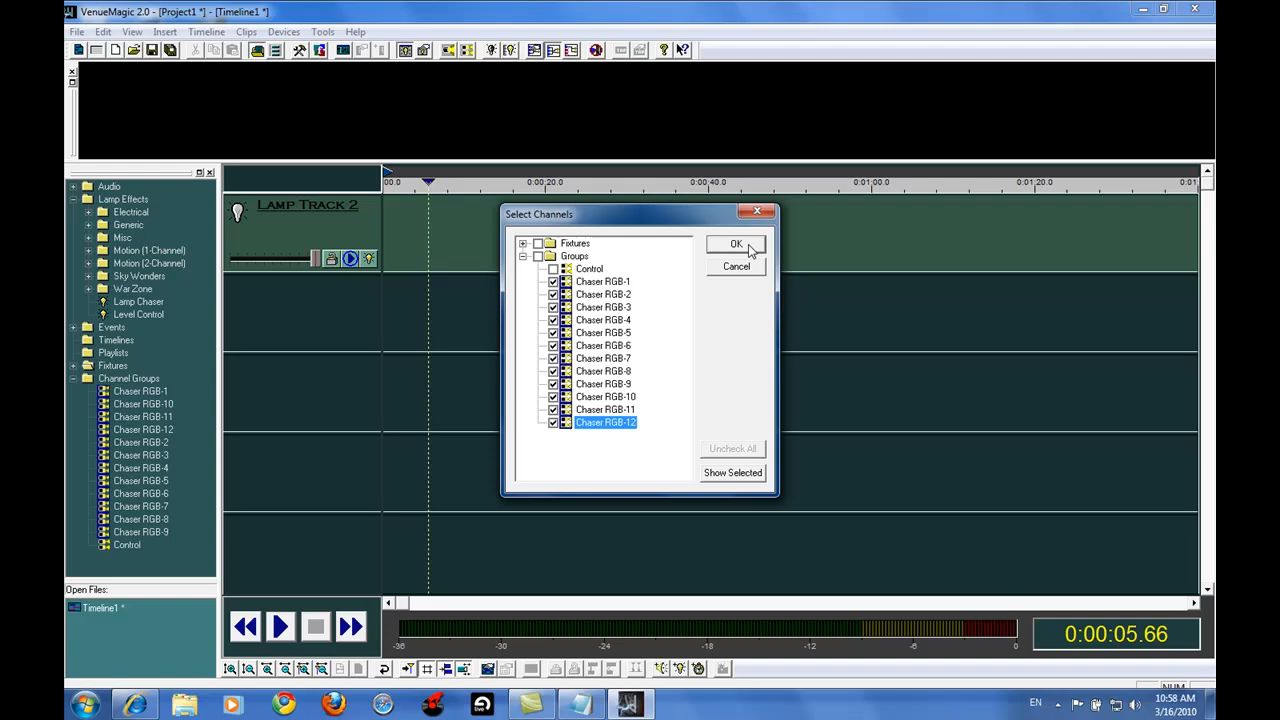 VenueMagic 2.0 - [Project1 *] - [Timeline1 *]
File Edit View Insert Timeline Clips Devices Tools Help
00.0 0:00:20.0 0:00:40.0 0:01:00.0 0:01:20.0 0:01
Audio
Lamp Effects
Electrical
Generic
Misc
Motion (1-Channel)
Motion (2-Channel)
Sky Wonders
War Zone
Lamp Chaser
Level Control
Events
Timelines
Playlists
Fixtures
Channel Groups
Chaser RGB-1
Chaser RGB-10
Chaser RGB-11
Chaser RGB-12
Chaser RGB-2
Chaser RGB-3
Chaser RGB-4
Chaser RGB-5
Chaser RGB-6
Chaser RGB-7
Chaser RGB-8
Chaser RGB-9
Control
Open Files:
Timeline1 *
Lamp Track 2
Select Channels
Fixtures
Groups
Control
Chaser RGB-1
Chaser RGB-2
Chaser RGB-3
Chaser RGB-4
Chaser RGB-5
Chaser RGB-6
Chaser RGB-7
Chaser RGB-8
Chaser RGB-9
Chaser RGB-10
Chaser RGB-11
Chaser RGB-12
OK
Cancel
Uncheck All
Show Selected
-36 -30 -24 -18 -12 -6 0
0:00:05.66
NUM
live
EN
10:58 AM
3/16/2010